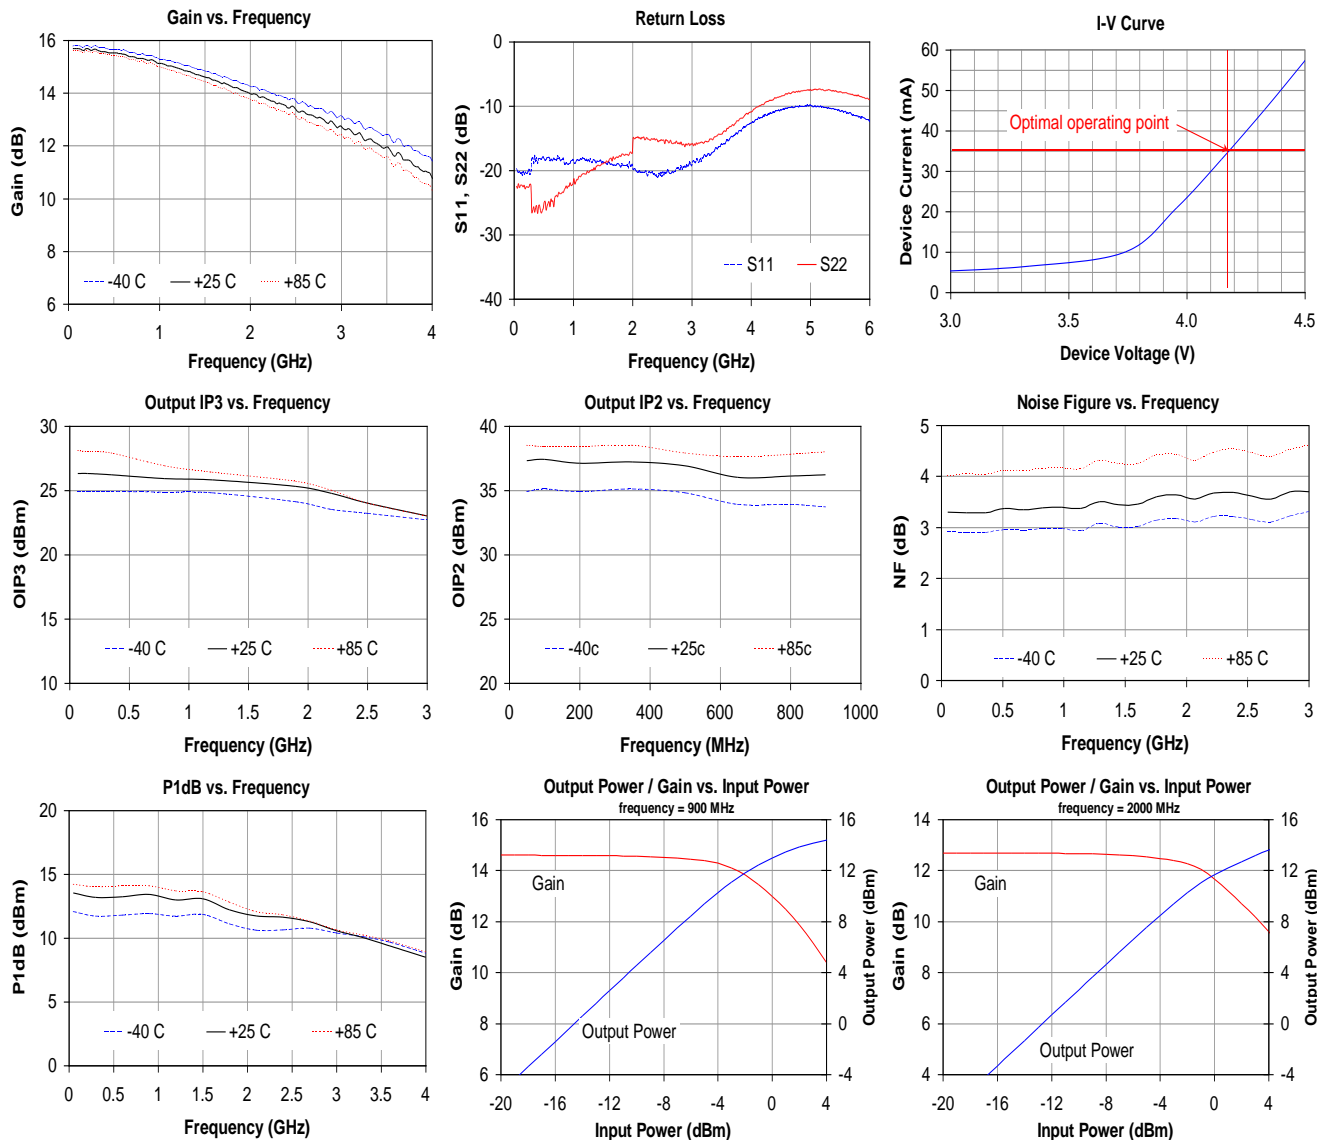 Gain vs. Frequency
Gain (dB)
16
14
12
10
8
6
-40 C
+25 C
+85 C
0 1 2 3 4
Frequency (GHz)
Return Loss
S11, S22 (dB)
0
-10
-20
-30
-40
S11
S22
0 1 2 3 4 5 6
Frequency (GHz)
I-V Curve
Device Current (mA)
60
50
40
30
20
10
0
Optimal operating point
3.0 3.5 4.0 4.5
Device Voltage (V)
Output IP3 vs. Frequency
OIP3 (dBm)
30
25
20
15
10
-40 C
+25 C
+85 C
0 0.5 1 1.5 2 2.5 3
Frequency (GHz)
Output IP2 vs. Frequency
OIP2 (dBm)
40
35
30
25
20
-40c
+25c
+85c
0 200 400 600 800 1000
Frequency (MHz)
Noise Figure vs. Frequency
NF (dB)
5
4
3
2
1
0
-40 C
+25 C
+85 C
0 0.5 1 1.5 2 2.5 3
Frequency (GHz)
P1dB vs. Frequency
P1dB (dBm)
20
15
10
5
0
-40 C
+25 C
+85 C
0 0.5 1 1.5 2 2.5 3 3.5 4
Frequency (GHz)
Output Power / Gain vs. Input Power
frequency = 900 MHz
Gain (dB)
16
14
12
10
8
6
Gain
Output Power
16
12
8
4
0
-4
Output Power (dBm)
-20 -16 -12 -8 -4 0 4
Input Power (dBm)
Output Power / Gain vs. Input Power
frequency = 2000 MHz
Gain (dB)
14
12
10
8
6
4
Gain
Output Power
16
12
8
4
0
-4
Output Power (dBm)
-20 -16 -12 -8 -4 0 4
Input Power (dBm)